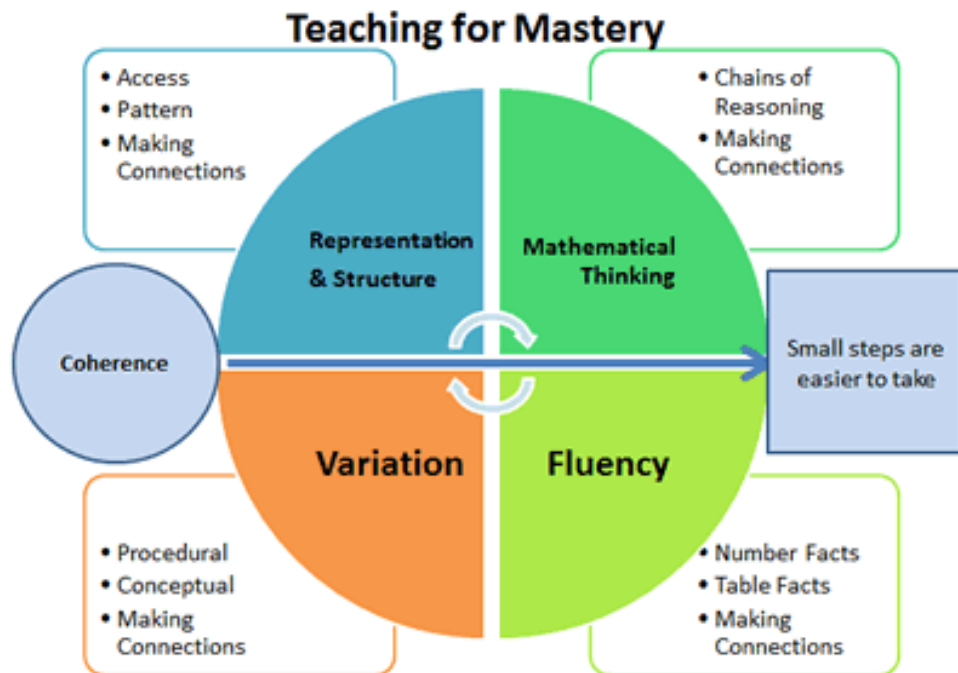 Teaching for Mastery
• Access
• Pattern
• Making
Connections
• Chains of
Reasoning
• Making
Connections
Representation
& Structure
Mathematical
Thinking
Coherence
Small steps are
easier to take
Variation
Fluency
• Procedural
• Conceptual
• Making
Connections
• Number Facts
• Table Facts
• Making
Connections